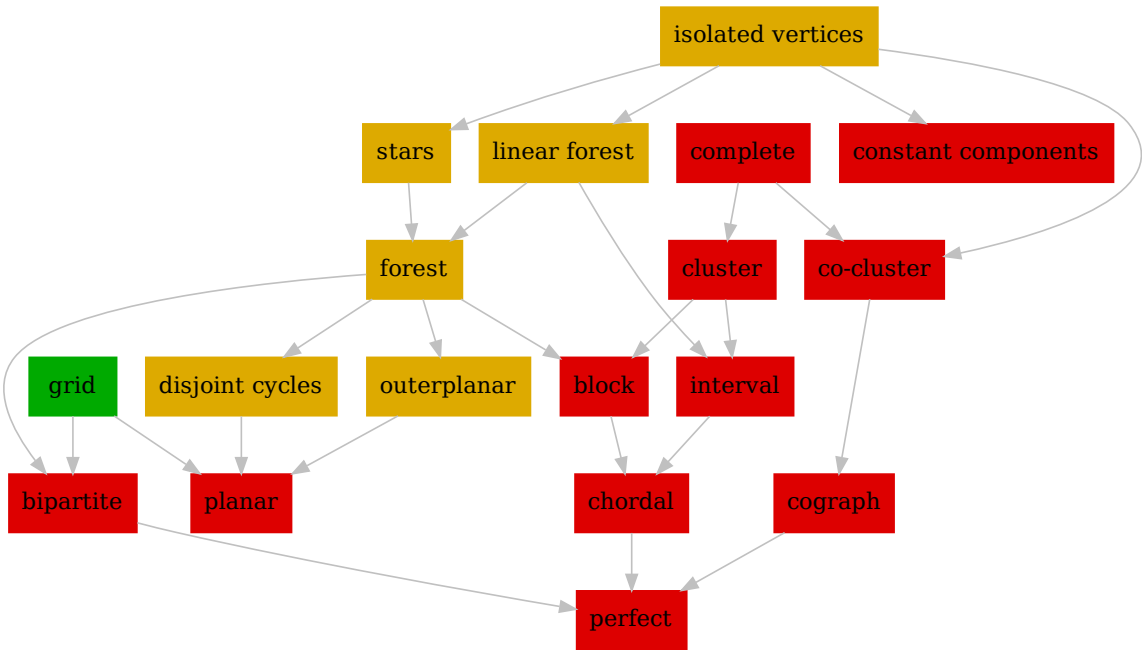 isolated vertices
stars
linear forest
complete
constant components
forest
cluster
co-cluster
grid
disjoint cycles
outerplanar
block
interval
bipartite
planar
chordal
cograph
perfect